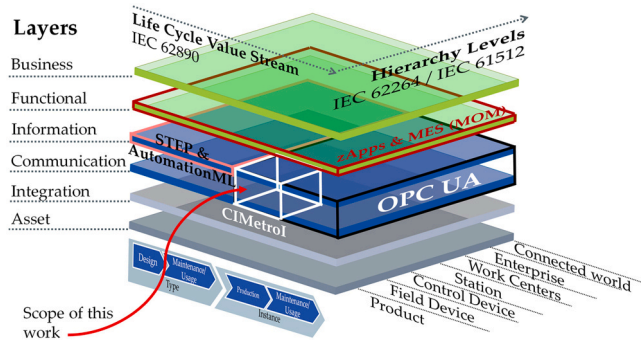 Layers
Life Cycle Value Stream
IEC 62890
Hierarchy Levels
IEC 62264 / IEC 61512
Business
Functional
Information
Communication
Integration
Asset
zApps & MES (MOM)
STEP &
AutomationML
OPC UA
CIMetroI
Design
Maintenance/
Usage
Type
Production
Maintenance/
Usage
Instance
Connected world
Enterprise
Work Centers
Station
Control Device
Field Device
Product
Scope of this
work